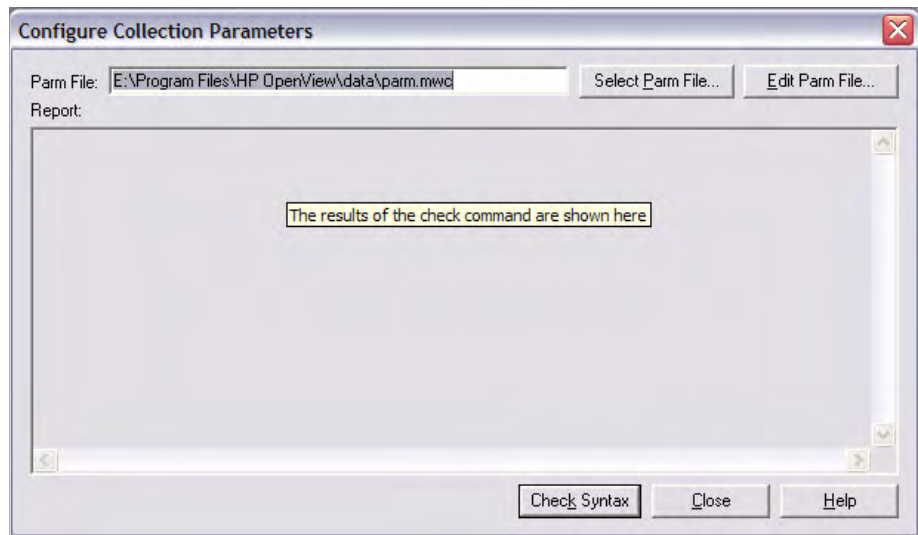 Configure Collection Parameters
Parm File: E:\Program Files\HP OpenView\data\parm.mwc Select Parm File... Edit Parm File...
Report:
The results of the check command are shown here
Check Syntax Close Help